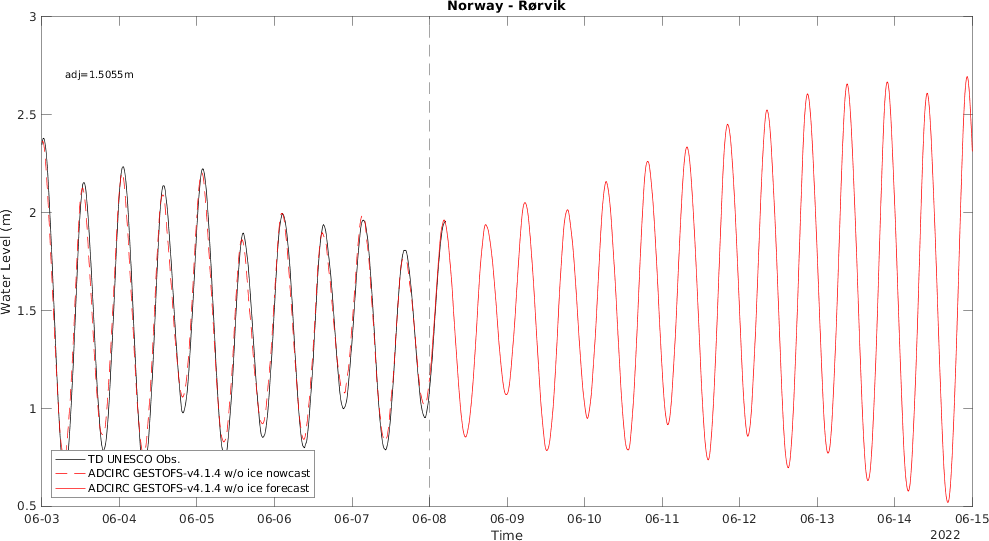 Norway - Rørvik
3
adj=1.5055m
2.5
2
Water Level (m)
1.5
1
TD UNESCO Obs.
ADCIRC GESTOFS-v4.1.4 w/o ice nowcast
ADCIRC GESTOFS-v4.1.4 w/o ice forecast
0.5
06-03 06-04 06-05 06-06 06-07 06-08 06-09 06-10 06-11 06-12 06-13 06-14 06-15
Time
2022